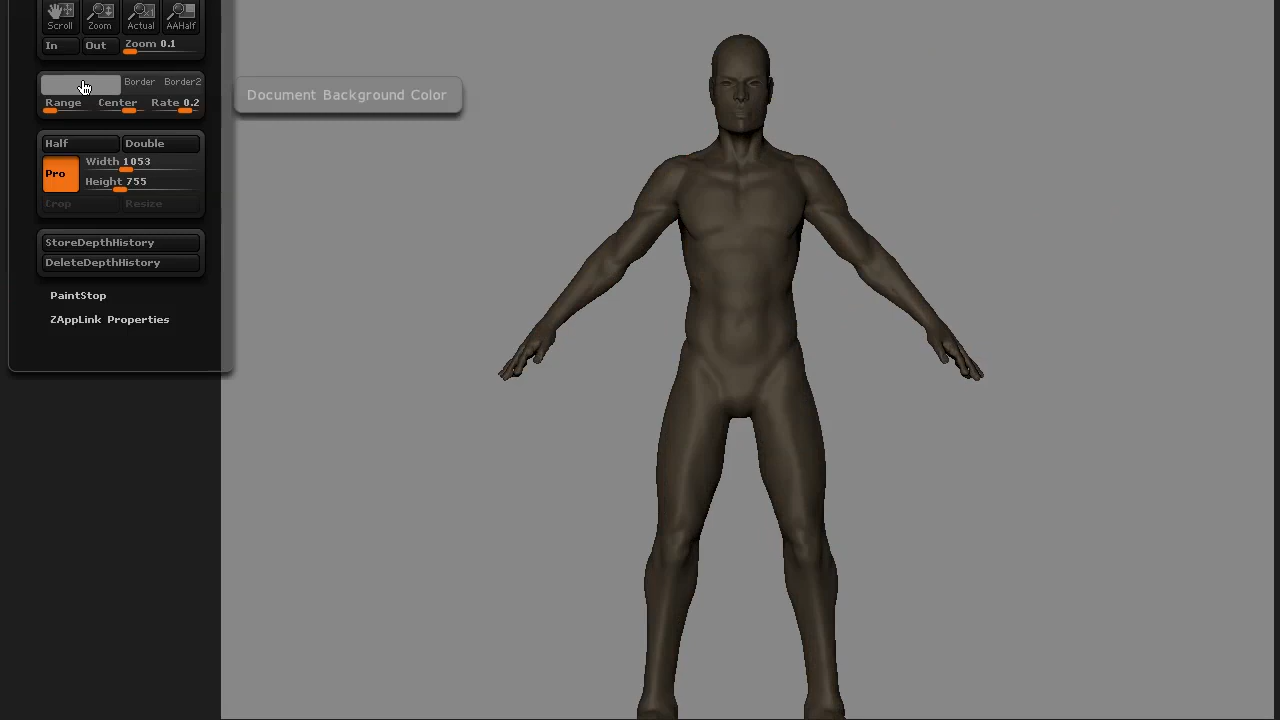 Scroll Zoom Actual AAHalf
In Out Zoom 0.1
Border Border2
Range Center Rate 0.2
Document Background Color
Half Double
Pro Width 1053
Height 755
Crop Resize
StoreDepthHistory
DeleteDepthHistory
PaintStop
ZAppLink Properties